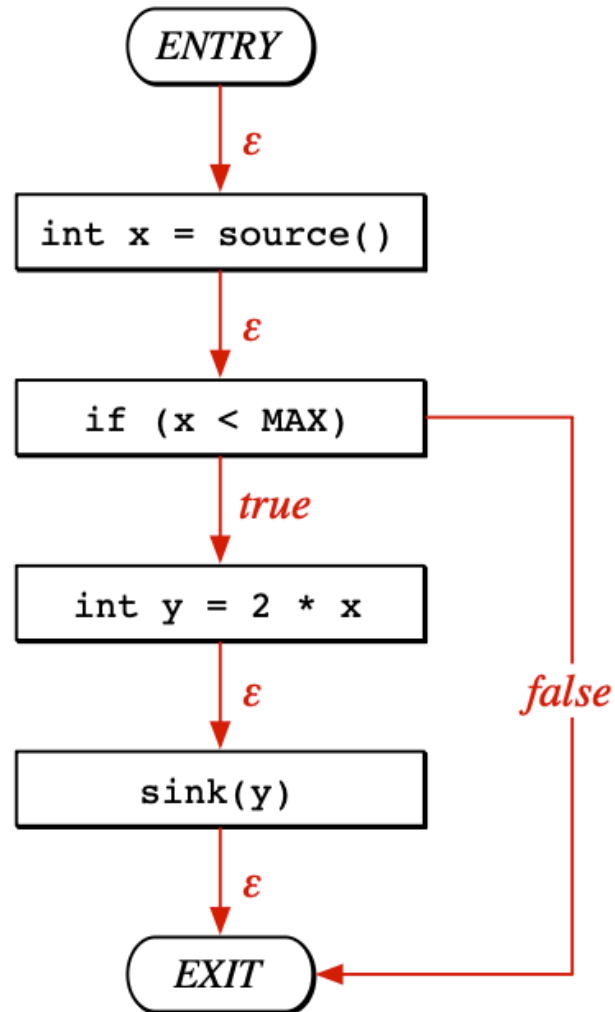 ENTRY
ε
int x = source()
ε
if (x < MAX)
true
int y = 2 * x
ε
false
sink(y)
ε
EXIT